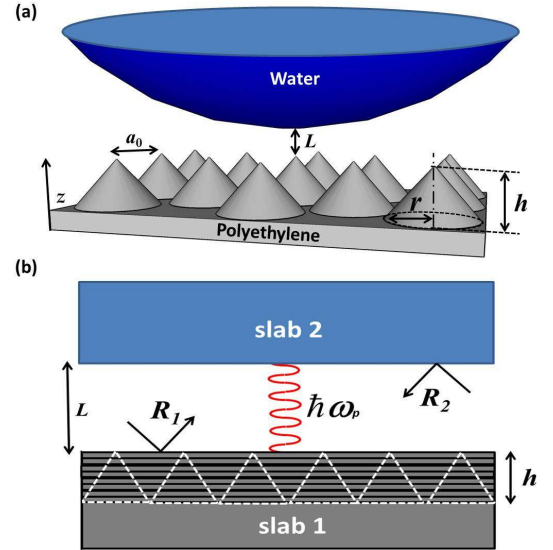 (a)
Water
a₀
L
z
r
h
Polyethylene
(b)
slab 2
L
R₁
ℏωₚ
R₂
h
slab 1